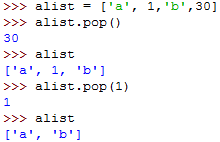 >>> alist = ['a', 1,'b',30]
>>> alist.pop()
30
>>> alist
['a', 1, 'b']
>>> alist.pop(1)
1
>>> alist
['a', 'b']